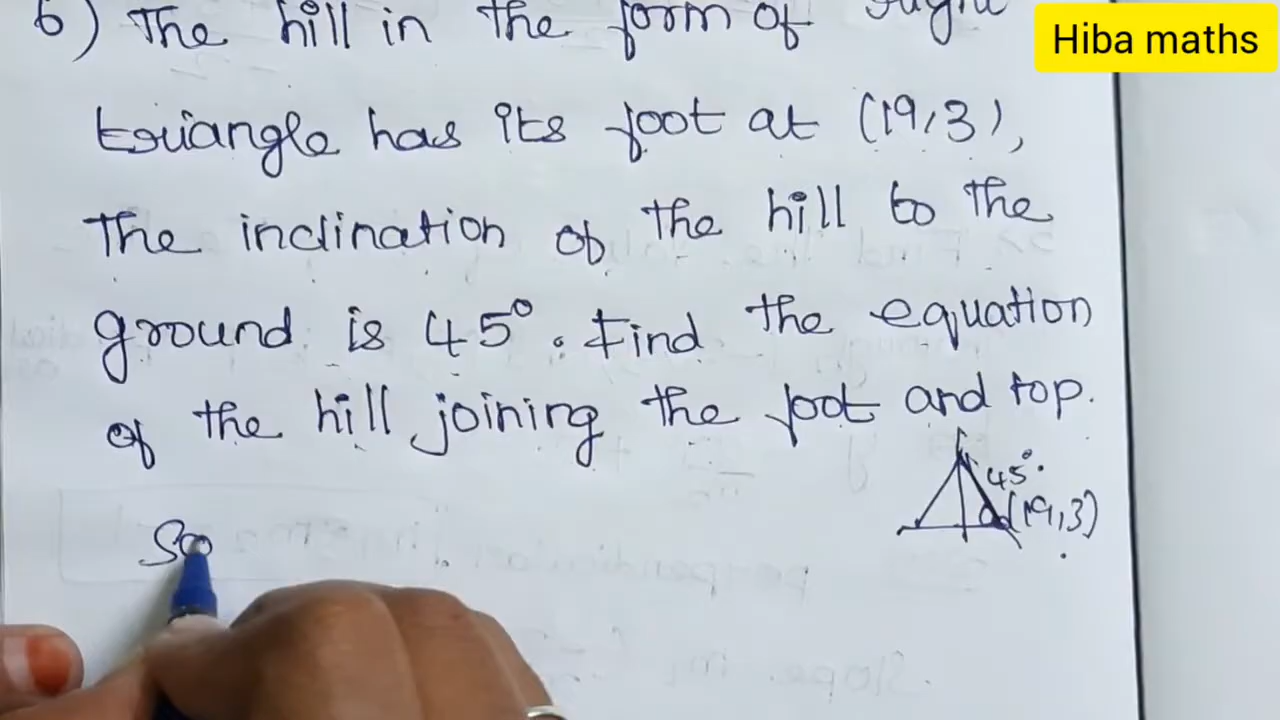 6) The hill in the form of right
Hiba maths
triangle has its foot at (19,3),
The inclination of the hill to the
ground is 45°. Find the equation
of the hill joining the foot and top.
45°.
(19,3)
So